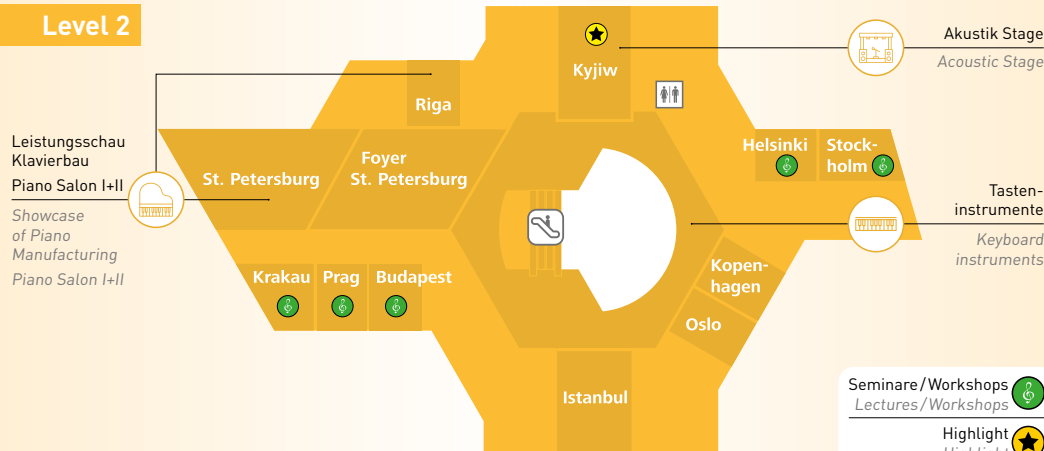 Level 2
Kyjiw
Akustik Stage
Acoustic Stage
Riga
Leistungsschau
Klavierbau
Piano Salon I+II
Showcase
of Piano
Manufacturing
Piano Salon I+II
St. Petersburg
Foyer
St. Petersburg
Helsinki
Stock-
holm
Tasten-
instrumente
Keyboard
instruments
Krakau
Prag
Budapest
Kopen-
hagen
Oslo
Istanbul
Seminare/Workshops
Lectures/Workshops
Highlight
Highlight